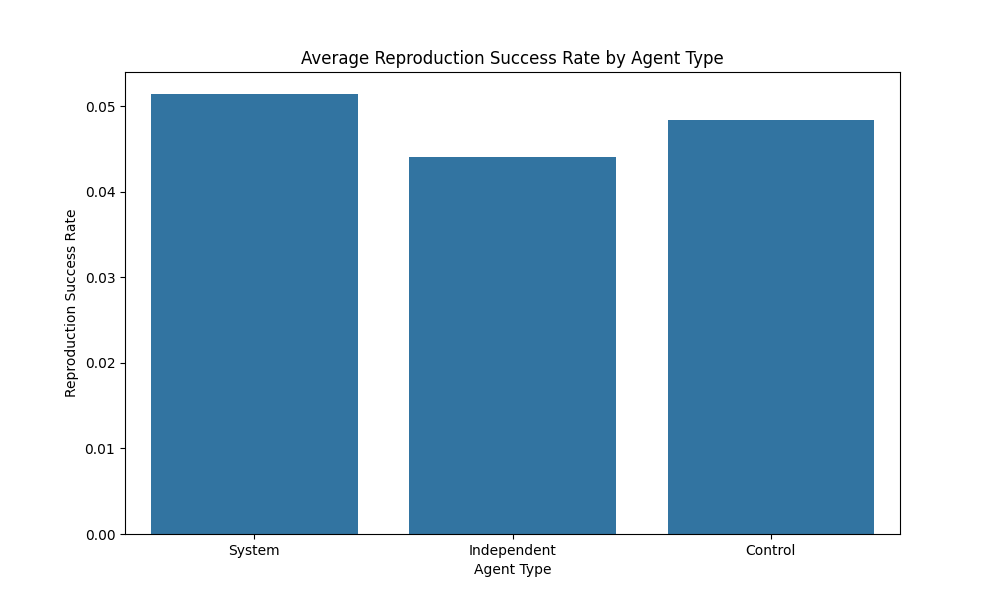 Average Reproduction Success Rate by Agent Type
Reproduction Success Rate
0.05
0.04
0.03
0.02
0.01
0.00
System
Independent
Control
Agent Type